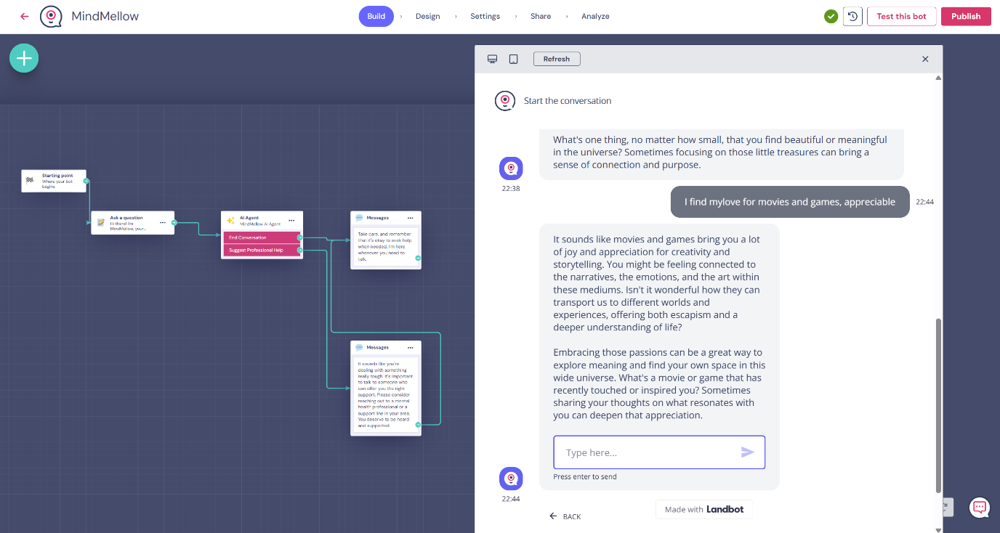 MindMellow
Build
Design
Settings
Share
Analyze
Test this bot
Publish
Refresh
Start the conversation
What's one thing, no matter how small, that you find beautiful or meaningful
in the universe? Sometimes focusing on those little treasures can bring a
sense of connection and purpose.
22:38
I find mylove for movies and games, appreciable
22:44
It sounds like movies and games bring you a lot
of joy and appreciation for creativity and
storytelling. You might be feeling connected to
the narratives, the emotions, and the art within
these mediums. Isn't it wonderful how they can
transport us to different worlds and
experiences, offering both escapism and a
deeper understanding of life?
Embracing those passions can be a great way to
explore meaning and find your own space in this
wide universe. What's a movie or game that has
recently touched or inspired you? Sometimes
sharing your thoughts on what resonates with
you can deepen that appreciation.
Type here...
Press enter to send
22:44
BACK
Made with Landbot
Starting point
Where your bot
begins
Ask a question
Hi there! I'm
MindMellow, your...
AI Agent
MindMellow AI Agent
End Conversation
Suggest Professional Help
Messages
Take care, and remember
that it's okay to seek help
when needed. I'm here
whenever you need to
talk.
Messages
It sounds like you're
dealing with something
really tough. It's important
to talk to someone who
can offer you the right
support. Please consider
reaching out to a mental
health professional or a
support line in your area.
You deserve to be heard
and supported.